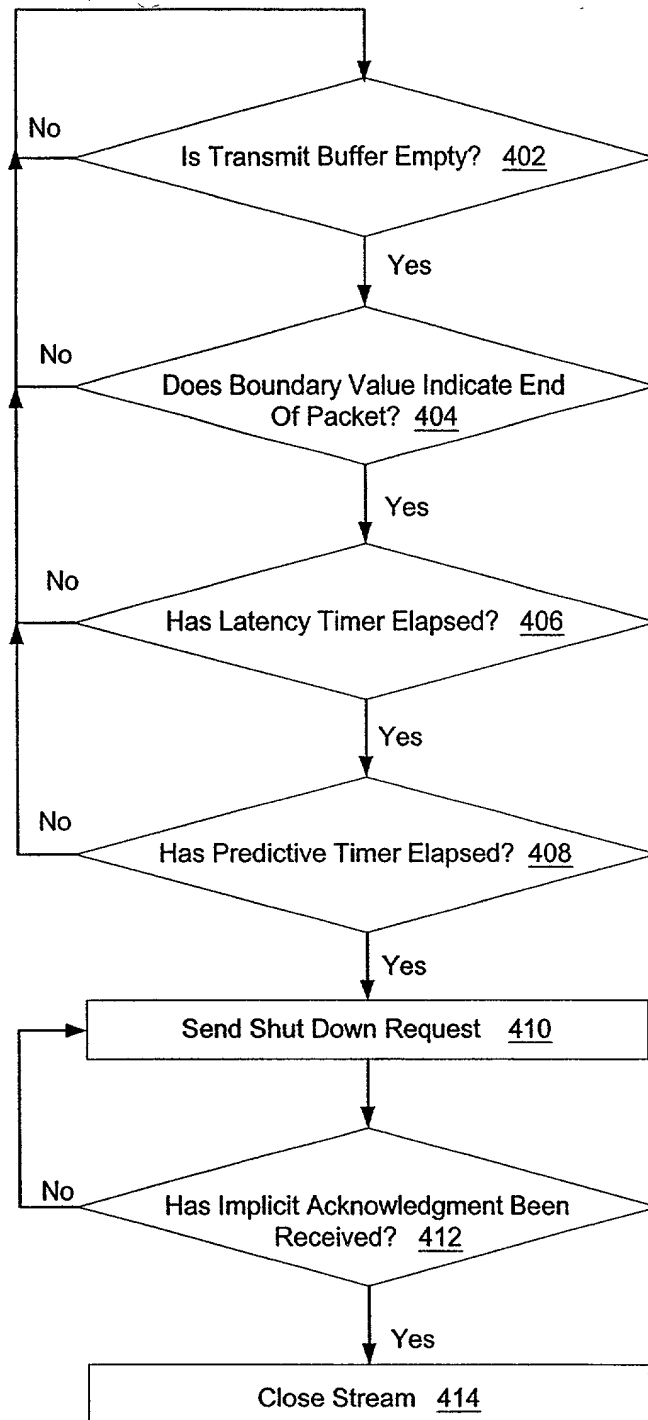 No
Is Transmit Buffer Empty? 402
Yes
No
Does Boundary Value Indicate End
Of Packet? 404
Yes
No
Has Latency Timer Elapsed? 406
Yes
No
Has Predictive Timer Elapsed? 408
Yes
Send Shut Down Request 410
No
Has Implicit Acknowledgment Been
Received? 412
Yes
Close Stream 414